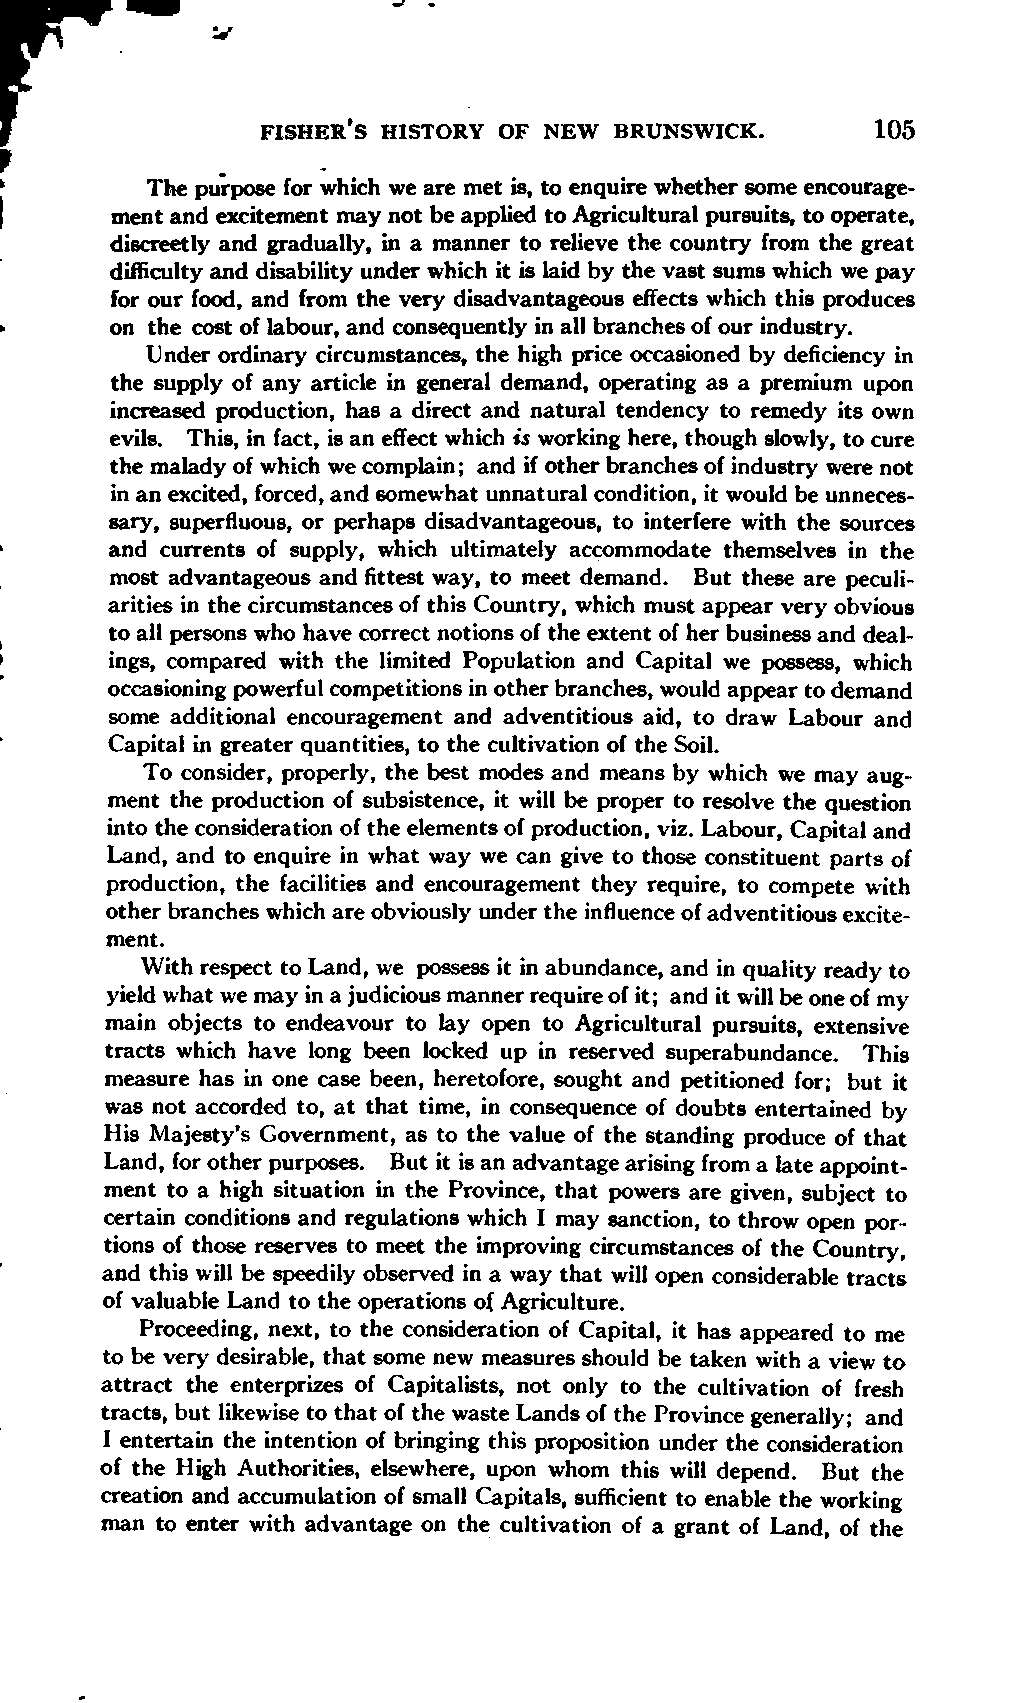 FISHER'S HISTORY OF NEW BRUNSWICK. 105
The purpose for which we are met is, to enquire whether some encourage-
ment and excitement may not be applied to Agricultural pursuits, to operate,
discreetly and gradually, in a manner to relieve the country from the great
difficulty and disability under which it is laid by the vast sums which we pay
for our food, and from the very disadvantageous effects which this produces
on the cost of labour, and consequently in all branches of our industry.
Under ordinary circumstances, the high price occasioned by deficiency in
the supply of any article in general demand, operating as a premium upon
increased production, has a direct and natural tendency to remedy its own
evils. This, in fact, is an effect which is working here, though slowly, to cure
the malady of which we complain; and if other branches of industry were not
in an excited, forced, and somewhat unnatural condition, it would be unneces-
sary, superfluous, or perhaps disadvantageous, to interfere with the sources
and currents of supply, which ultimately accommodate themselves in the
most advantageous and fittest way, to meet demand. But these are peculi-
arities in the circumstances of this Country, which must appear very obvious
to all persons who have correct notions of the extent of her business and deal-
ings, compared with the limited Population and Capital we possess, which
occasioning powerful competitions in other branches, would appear to demand
some additional encouragement and adventitious aid, to draw Labour and
Capital in greater quantities, to the cultivation of the Soil.
To consider, properly, the best modes and means by which we may aug-
ment the production of subsistence, it will be proper to resolve the question
into the consideration of the elements of production, viz. Labour, Capital and
Land, and to enquire in what way we can give to those constituent parts of
production, the facilities and encouragement they require, to compete with
other branches which are obviously under the influence of adventitious excite-
ment.
With respect to Land, we possess it in abundance, and in quality ready to
yield what we may in a judicious manner require of it; and it will be one of my
main objects to endeavour to lay open to Agricultural pursuits, extensive
tracts which have long been locked up in reserved superabundance. This
measure has in one case been, heretofore, sought and petitioned for; but it
was not accorded to, at that time, in consequence of doubts entertained by
His Majesty's Government, as to the value of the standing produce of that
Land, for other purposes. But it is an advantage arising from a late appoint-
ment to a high situation in the Province, that powers are given, subject to
certain conditions and regulations which I may sanction, to throw open por-
tions of those reserves to meet the improving circumstances of the Country,
and this will be speedily observed in a way that will open considerable tracts
of valuable Land to the operations of Agriculture.
Proceeding, next, to the consideration of Capital, it has appeared to me
to be very desirable, that some new measures should be taken with a view to
attract the enterprizes of Capitalists, not only to the cultivation of fresh
tracts, but likewise to that of the waste Lands of the Province generally; and
I entertain the intention of bringing this proposition under the consideration
of the High Authorities, elsewhere, upon whom this will depend. But the
creation and accumulation of small Capitals, sufficient to enable the working
man to enter with advantage on the cultivation of a grant of Land, of the